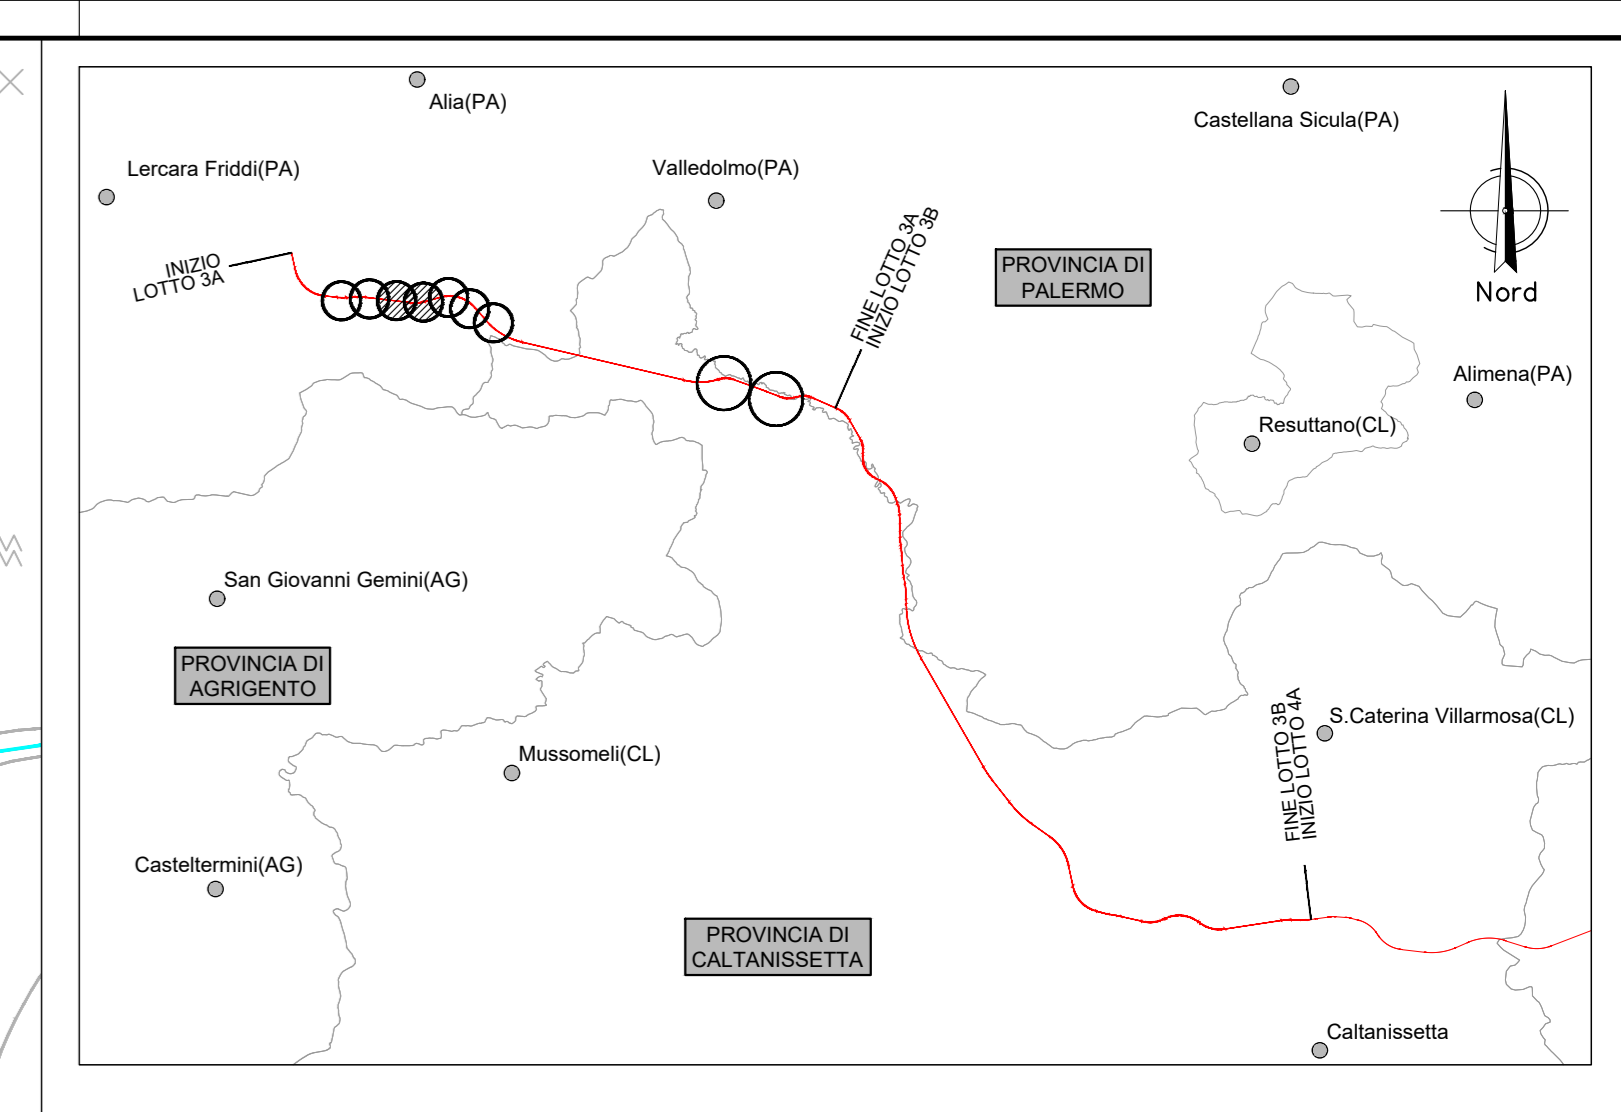 Alia(PA)
Castellana Sicula(PA)
Lercara Friddi(PA)
Valledolmo(PA)
INIZIO
LOTTO 3A
FINE LOTTO 3A
INIZIO LOTTO 3B
PROVINCIA DI
PALERMO
Nord
Alimena(PA)
Resuttano(CL)
San Giovanni Gemini(AG)
PROVINCIA DI
AGRIGENTO
FINE LOTTO 3B
INIZIO LOTTO 4A
S.Caterina Villarmosa(CL)
Mussomeli(CL)
Casteltermini(AG)
PROVINCIA DI
CALTANISSETTA
Caltanissetta